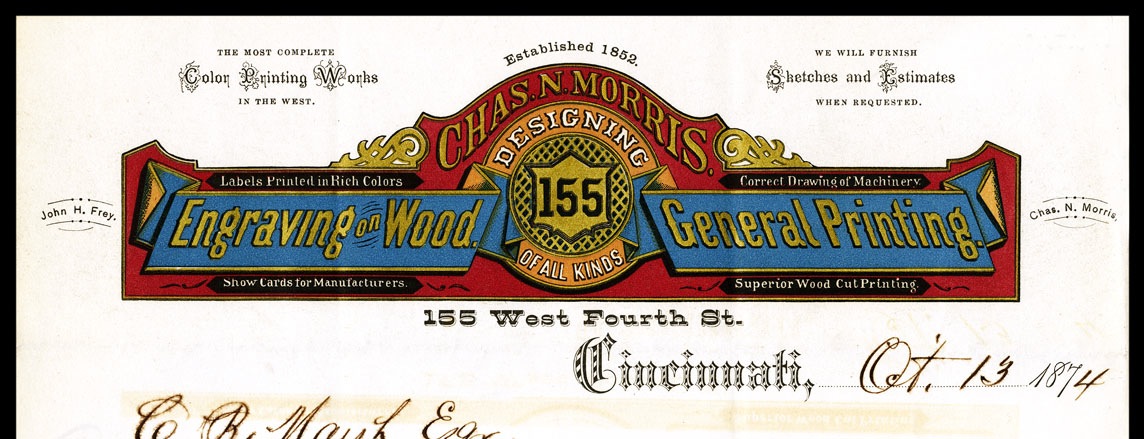 Established 1852.
THE MOST COMPLETE
Color Printing Works
IN THE WEST.
WE WILL FURNISH
Sketches and Estimates
WHEN REQUESTED.
CHAS. N. MORRIS.
DESIGNING
155
OF ALL KINDS
Labels Printed in Rich Colors
Engraving on Wood.
Show Cards for Manufacturers.
Correct Drawing of Machinery.
General Printing.
Superior Wood Cut Printing.
John H. Frey.
Chas. N. Morris,
155 West Fourth St.
Cincinnati, Oct. 13 1874
C. R. Marsh Esqr